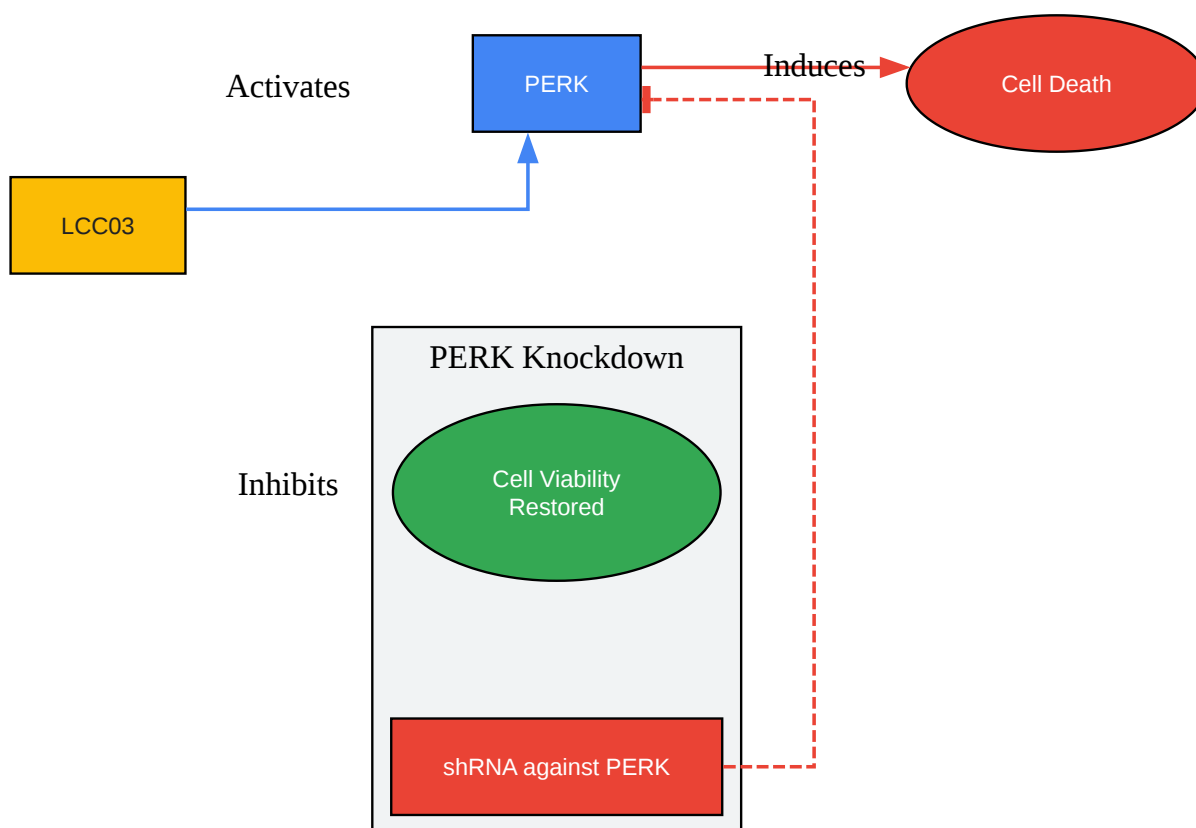 Induces
Activates
PERK
Cell Death
LCC03
PERK Knockdown
Inhibits
Cell Viability
Restored
shRNA against PERK